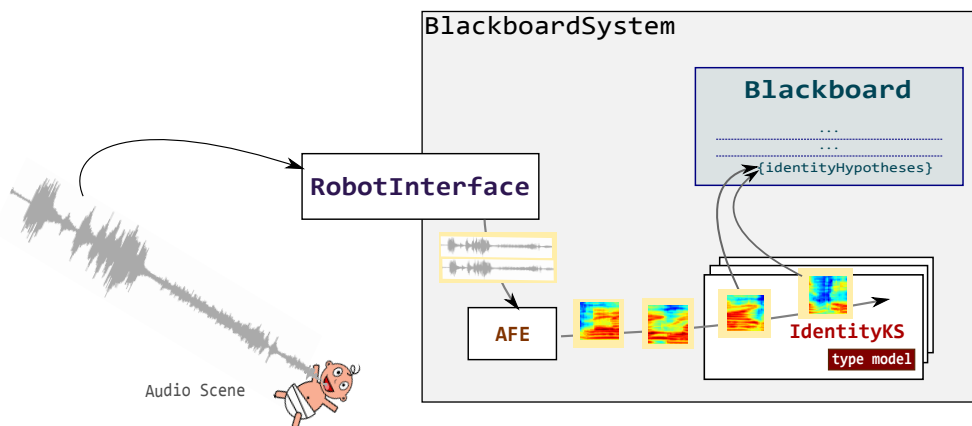 BlackboardSystem
Blackboard
...
...
{identityHypotheses}
RobotInterface
AFE
IdentityKS
type model
Audio Scene